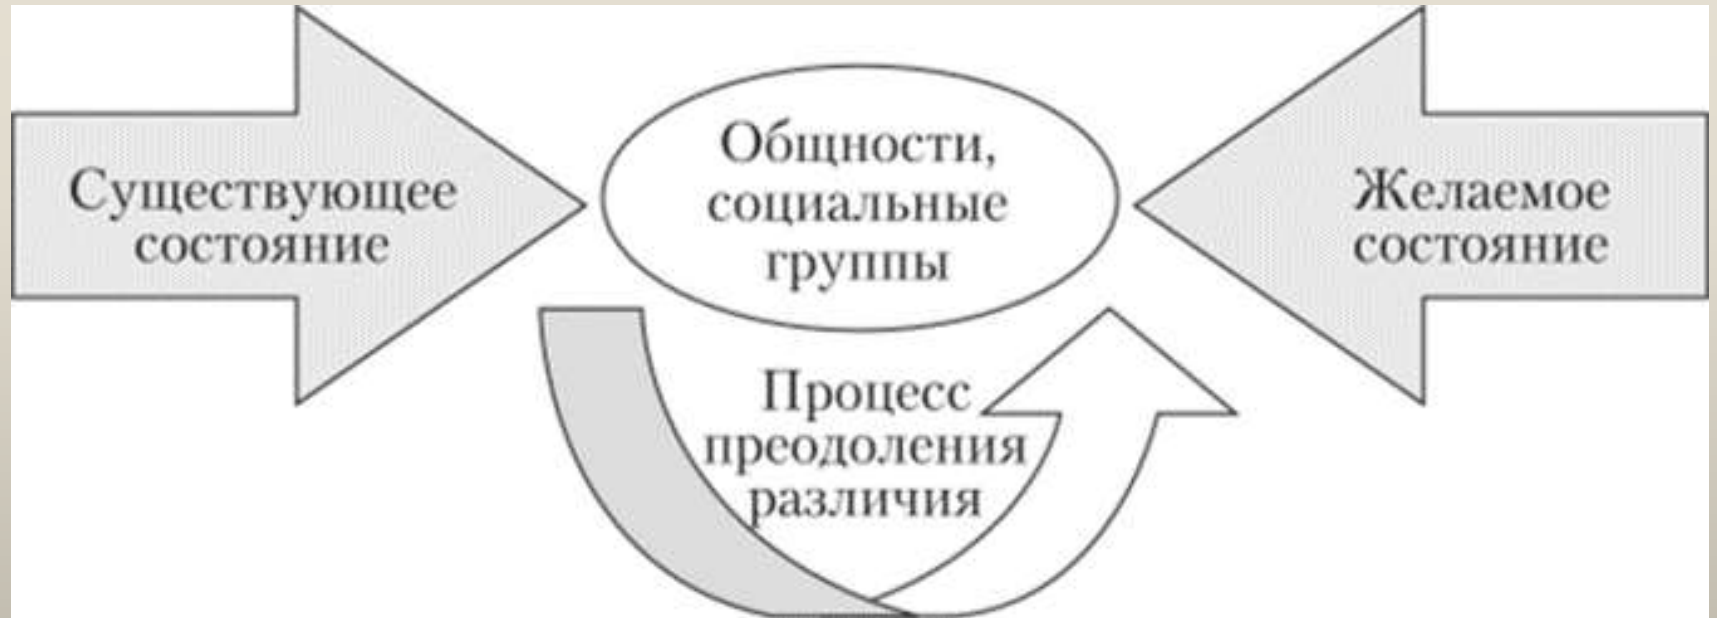 Существующее
состояние
Общности,
социальные
группы
Желаемое
состояние
Процесс
преодоления
различия